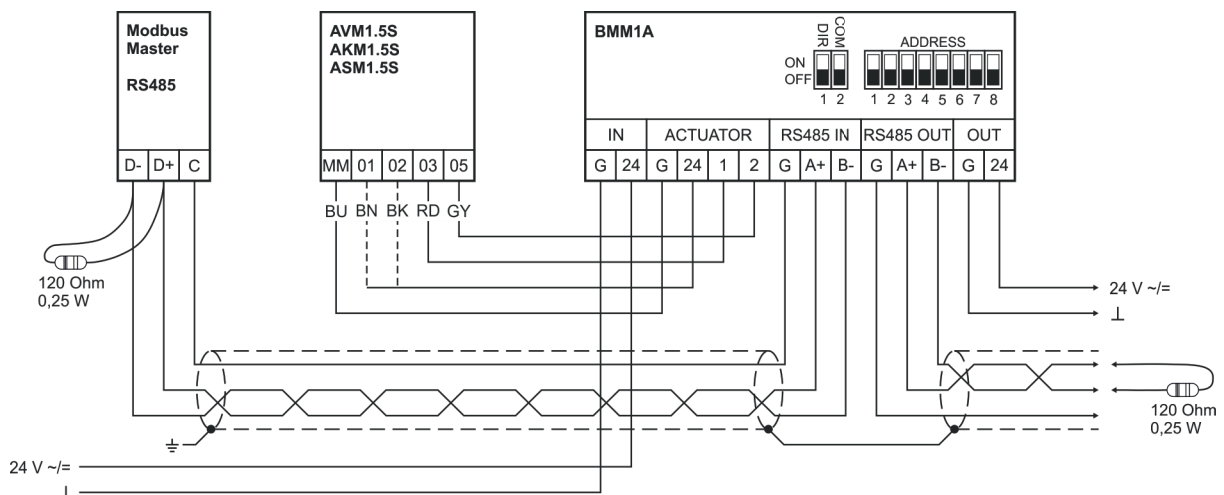 Modbus
Master
RS485
D- D+ C
AVM1.5S
AKM1.5S
ASM1.5S
MM 01 02 03 05
BU BN BK RD GY
BMM1A
DIR COM
ON
OFF
1 2
ADDRESS
1 2 3 4 5 6 7 8
IN ACTUATOR RS485 IN RS485 OUT OUT
G 24 G 24 1 2 G A+ B- G A+ B- G 24
120 Ohm
0,25 W
24 V ~/=
120 Ohm
0,25 W
24 V ~/=